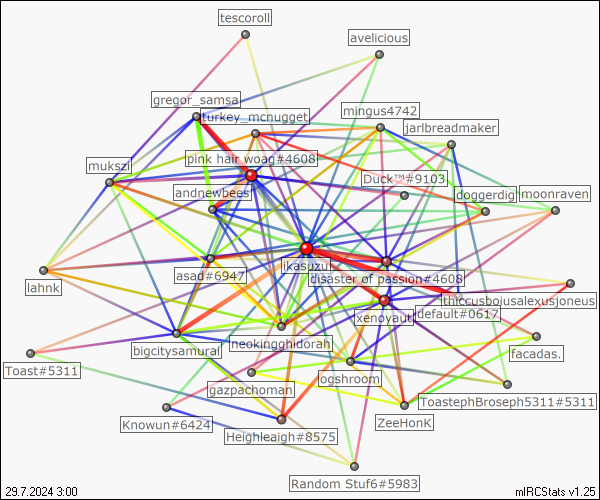 tescoroll
avelicious
gregor_samsa
turkey_mcnugget
mingus4742
jarlbreadmaker
pink hair woag#4608
mukszi
Duck™#9103
andnewbees
doggerdig
moonraven
ikasuzu
asad#6947
disaster of passion#4608
lahnk
default#0617
xenoyaut
neokingghidorah
bigcitysamurai
facadas.
Toast#5311
ogshroom
gazpachoman
ToastephBroseph5311#5311
Knowun#6424
ZeeHonK
Heighleaigh#8575
Random Stuf6#5983
29.7.2024 3:00
mIRCStats v1.25